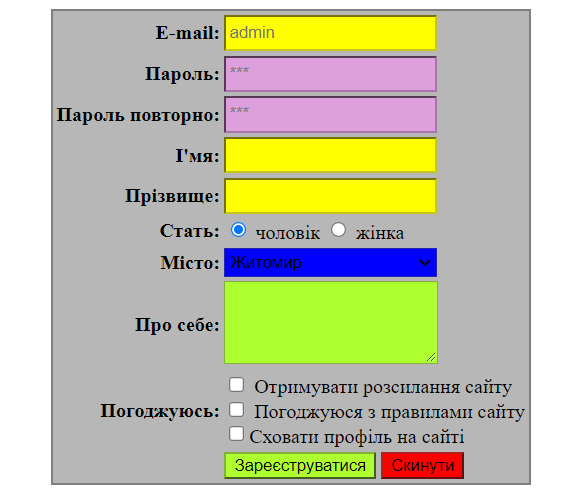 E-mail: admin
Пароль: ***
Пароль повторно: ***
І'мя:
Прізвище:
Стать: чоловік жінка
Місто: Житомир
Про себе:
Отримувати розсилання сайту
Погоджуюсь: Погоджуюся з правилами сайту
Сховати профіль на сайті
Зареєструватися Скинути